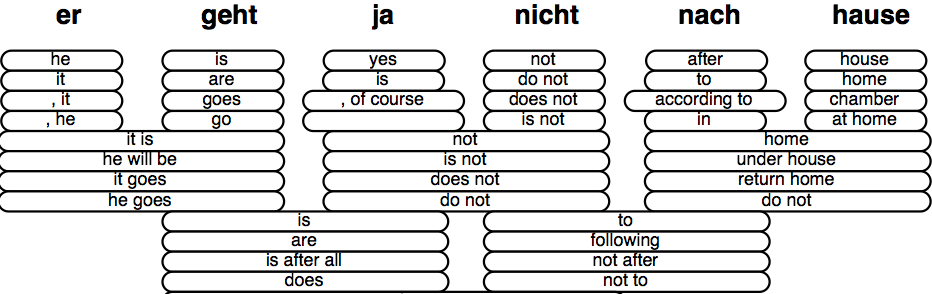 er geht ja nicht nach hause
he is yes not after house
it are is do not to home
, it goes , of course does not according to chamber
, he go is not in at home
it is not home
he will be is not under house
it goes does not return home
he goes do not do not
is to
are following
is after all not after
does not to